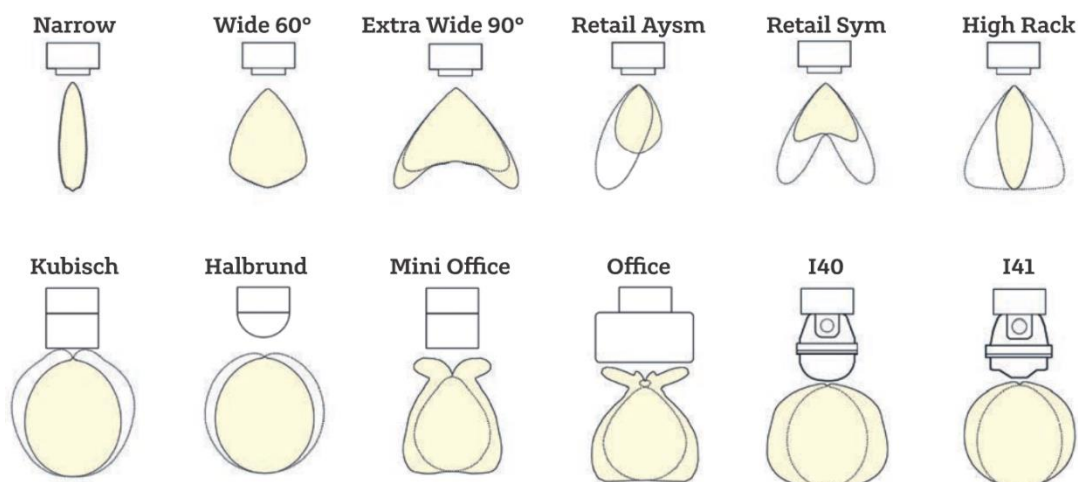 Narrow
Wide 60°
Extra Wide 90°
Retail Aysm
Retail Sym
High Rack
Kubisch
Halbrund
Mini Office
Office
I40
I41